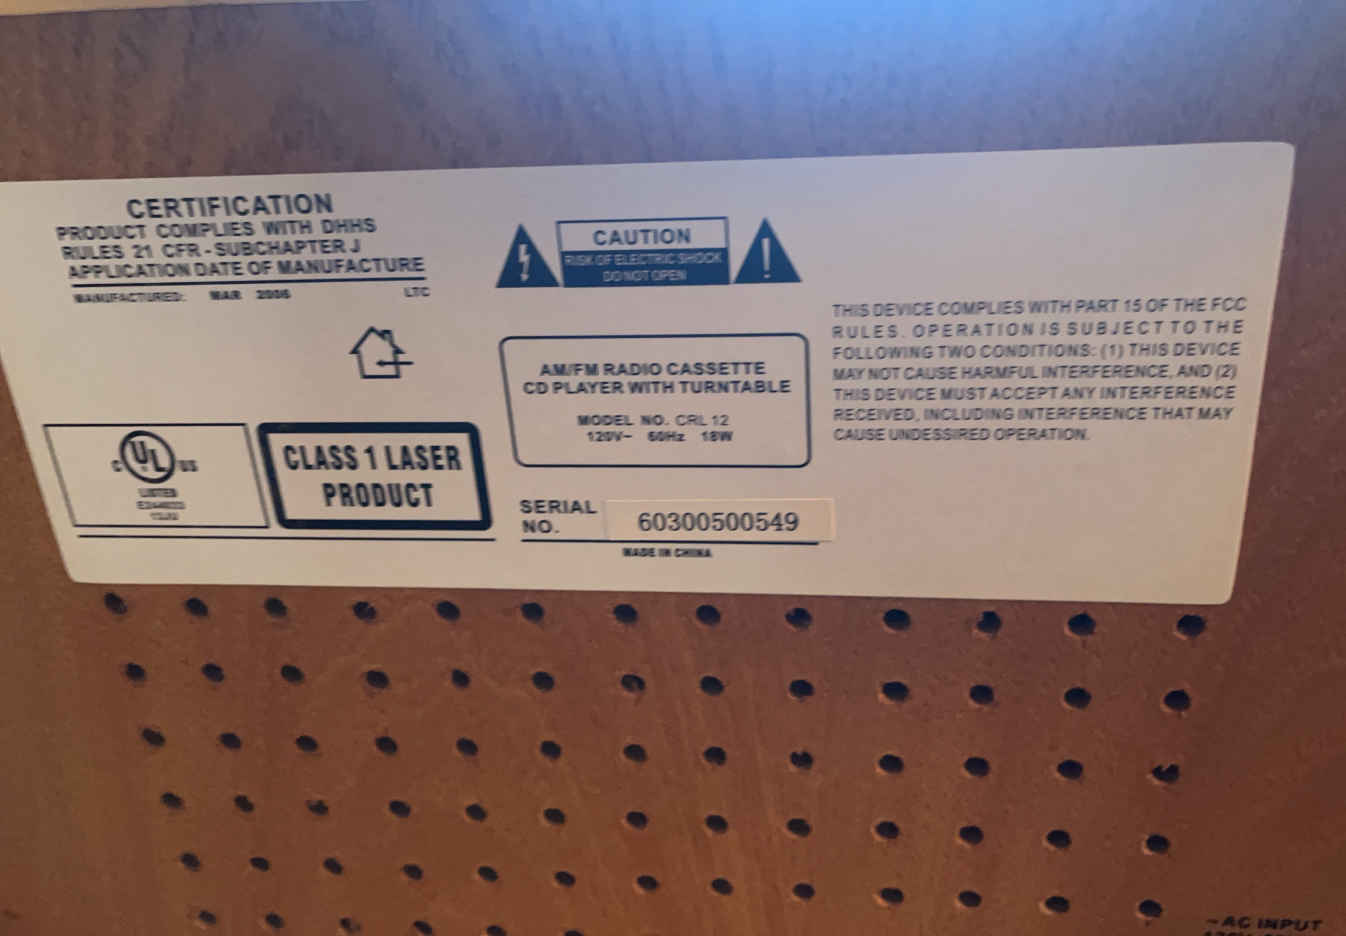 CERTIFICATION
PRODUCT COMPLIES WITH DHHS
RULES 21 CFR - SUBCHAPTER J
APPLICATION DATE OF MANUFACTURE
MANUFACTURED: MAR 2006
LTC
C UL US
LISTED
CLASS 1 LASER
PRODUCT
CAUTION
RISK OF ELECTRIC SHOCK
DO NOT OPEN
AM/FM RADIO CASSETTE
CD PLAYER WITH TURNTABLE
MODEL NO. CRL 12
120V~ 60Hz 18W
SERIAL
NO. 60300500549
MADE IN CHINA
THIS DEVICE COMPLIES WITH PART 15 OF THE FCC
RULES. OPERATION IS SUBJECT TO THE
FOLLOWING TWO CONDITIONS: (1) THIS DEVICE
MAY NOT CAUSE HARMFUL INTERFERENCE, AND (2)
THIS DEVICE MUST ACCEPT ANY INTERFERENCE
RECEIVED, INCLUDING INTERFERENCE THAT MAY
CAUSE UNDESSIRED OPERATION.
~ AC INPUT